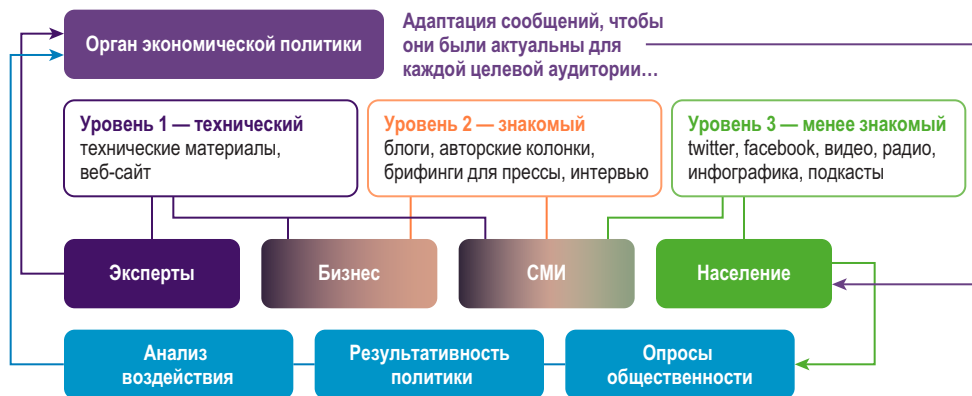 Орган экономической политики
Адаптация сообщений, чтобы
они были актуальны для
каждой целевой аудитории…
Уровень 1 — технический
технические материалы,
веб-сайт
Уровень 2 — знакомый
блоги, авторские колонки,
брифинги для прессы, интервью
Уровень 3 — менее знакомый
twitter, facebook, видео, радио,
инфографика, подкасты
Эксперты
Бизнес
СМИ
Население
Анализ
воздействия
Результативность
политики
Опросы
общественности